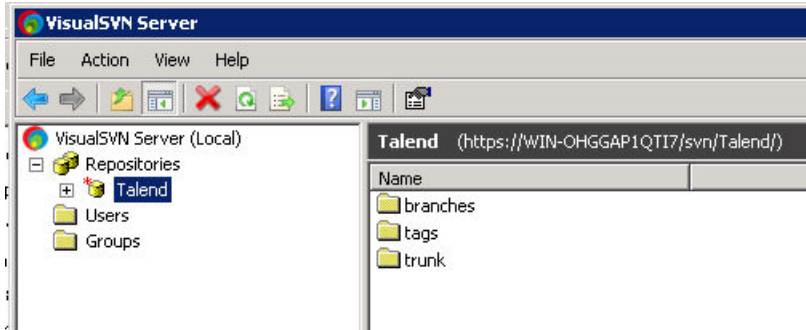 VisualSVN Server
File Action View Help
VisualSVN Server (Local)
Repositories
Talend
Users
Groups
Talend (https://WIN-OHGGAP1QTI7/svn/Talend/)
Name
branches
tags
trunk